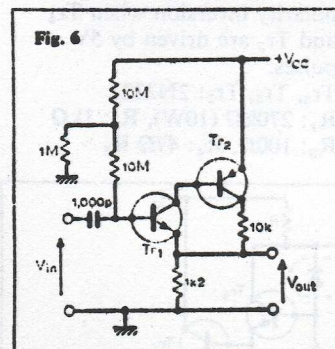 Fig. 6
+Vcc
10M
1M
10M
Tr2
1,000p
10k
Tr1
Vin
1k2
Vout